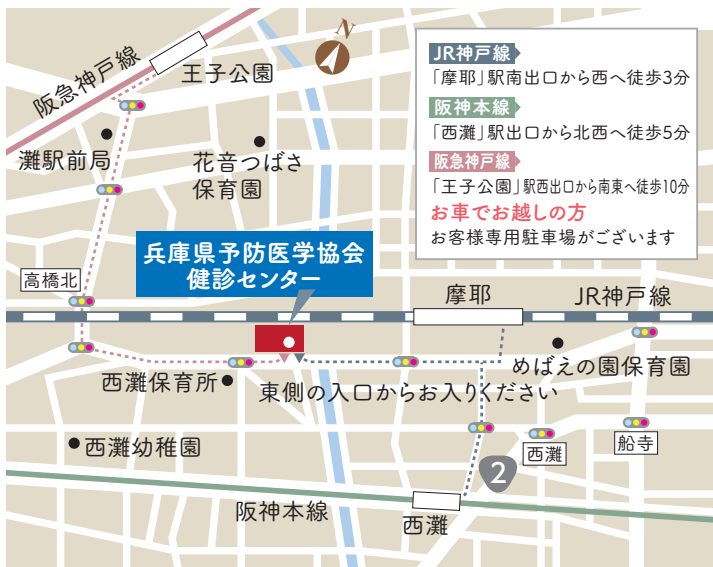 N
阪急神戸線
王子公園
灘駅前局
花音つばさ
保育園
JR神戸線
「摩耶」駅南出口から西へ徒歩3分
阪神本線
「西灘」駅出口から北西へ徒歩5分
阪急神戸線
「王子公園」駅西出口から南東へ徒歩10分
お車でお越しの方
お客様専用駐車場がございます
兵庫県予防医学協会
健診センター
高橋北
摩耶
JR神戸線
めばえの園保育園
西灘保育所
東側の入口からお入りください
西灘幼稚園
西灘
船寺
2
阪神本線
西灘